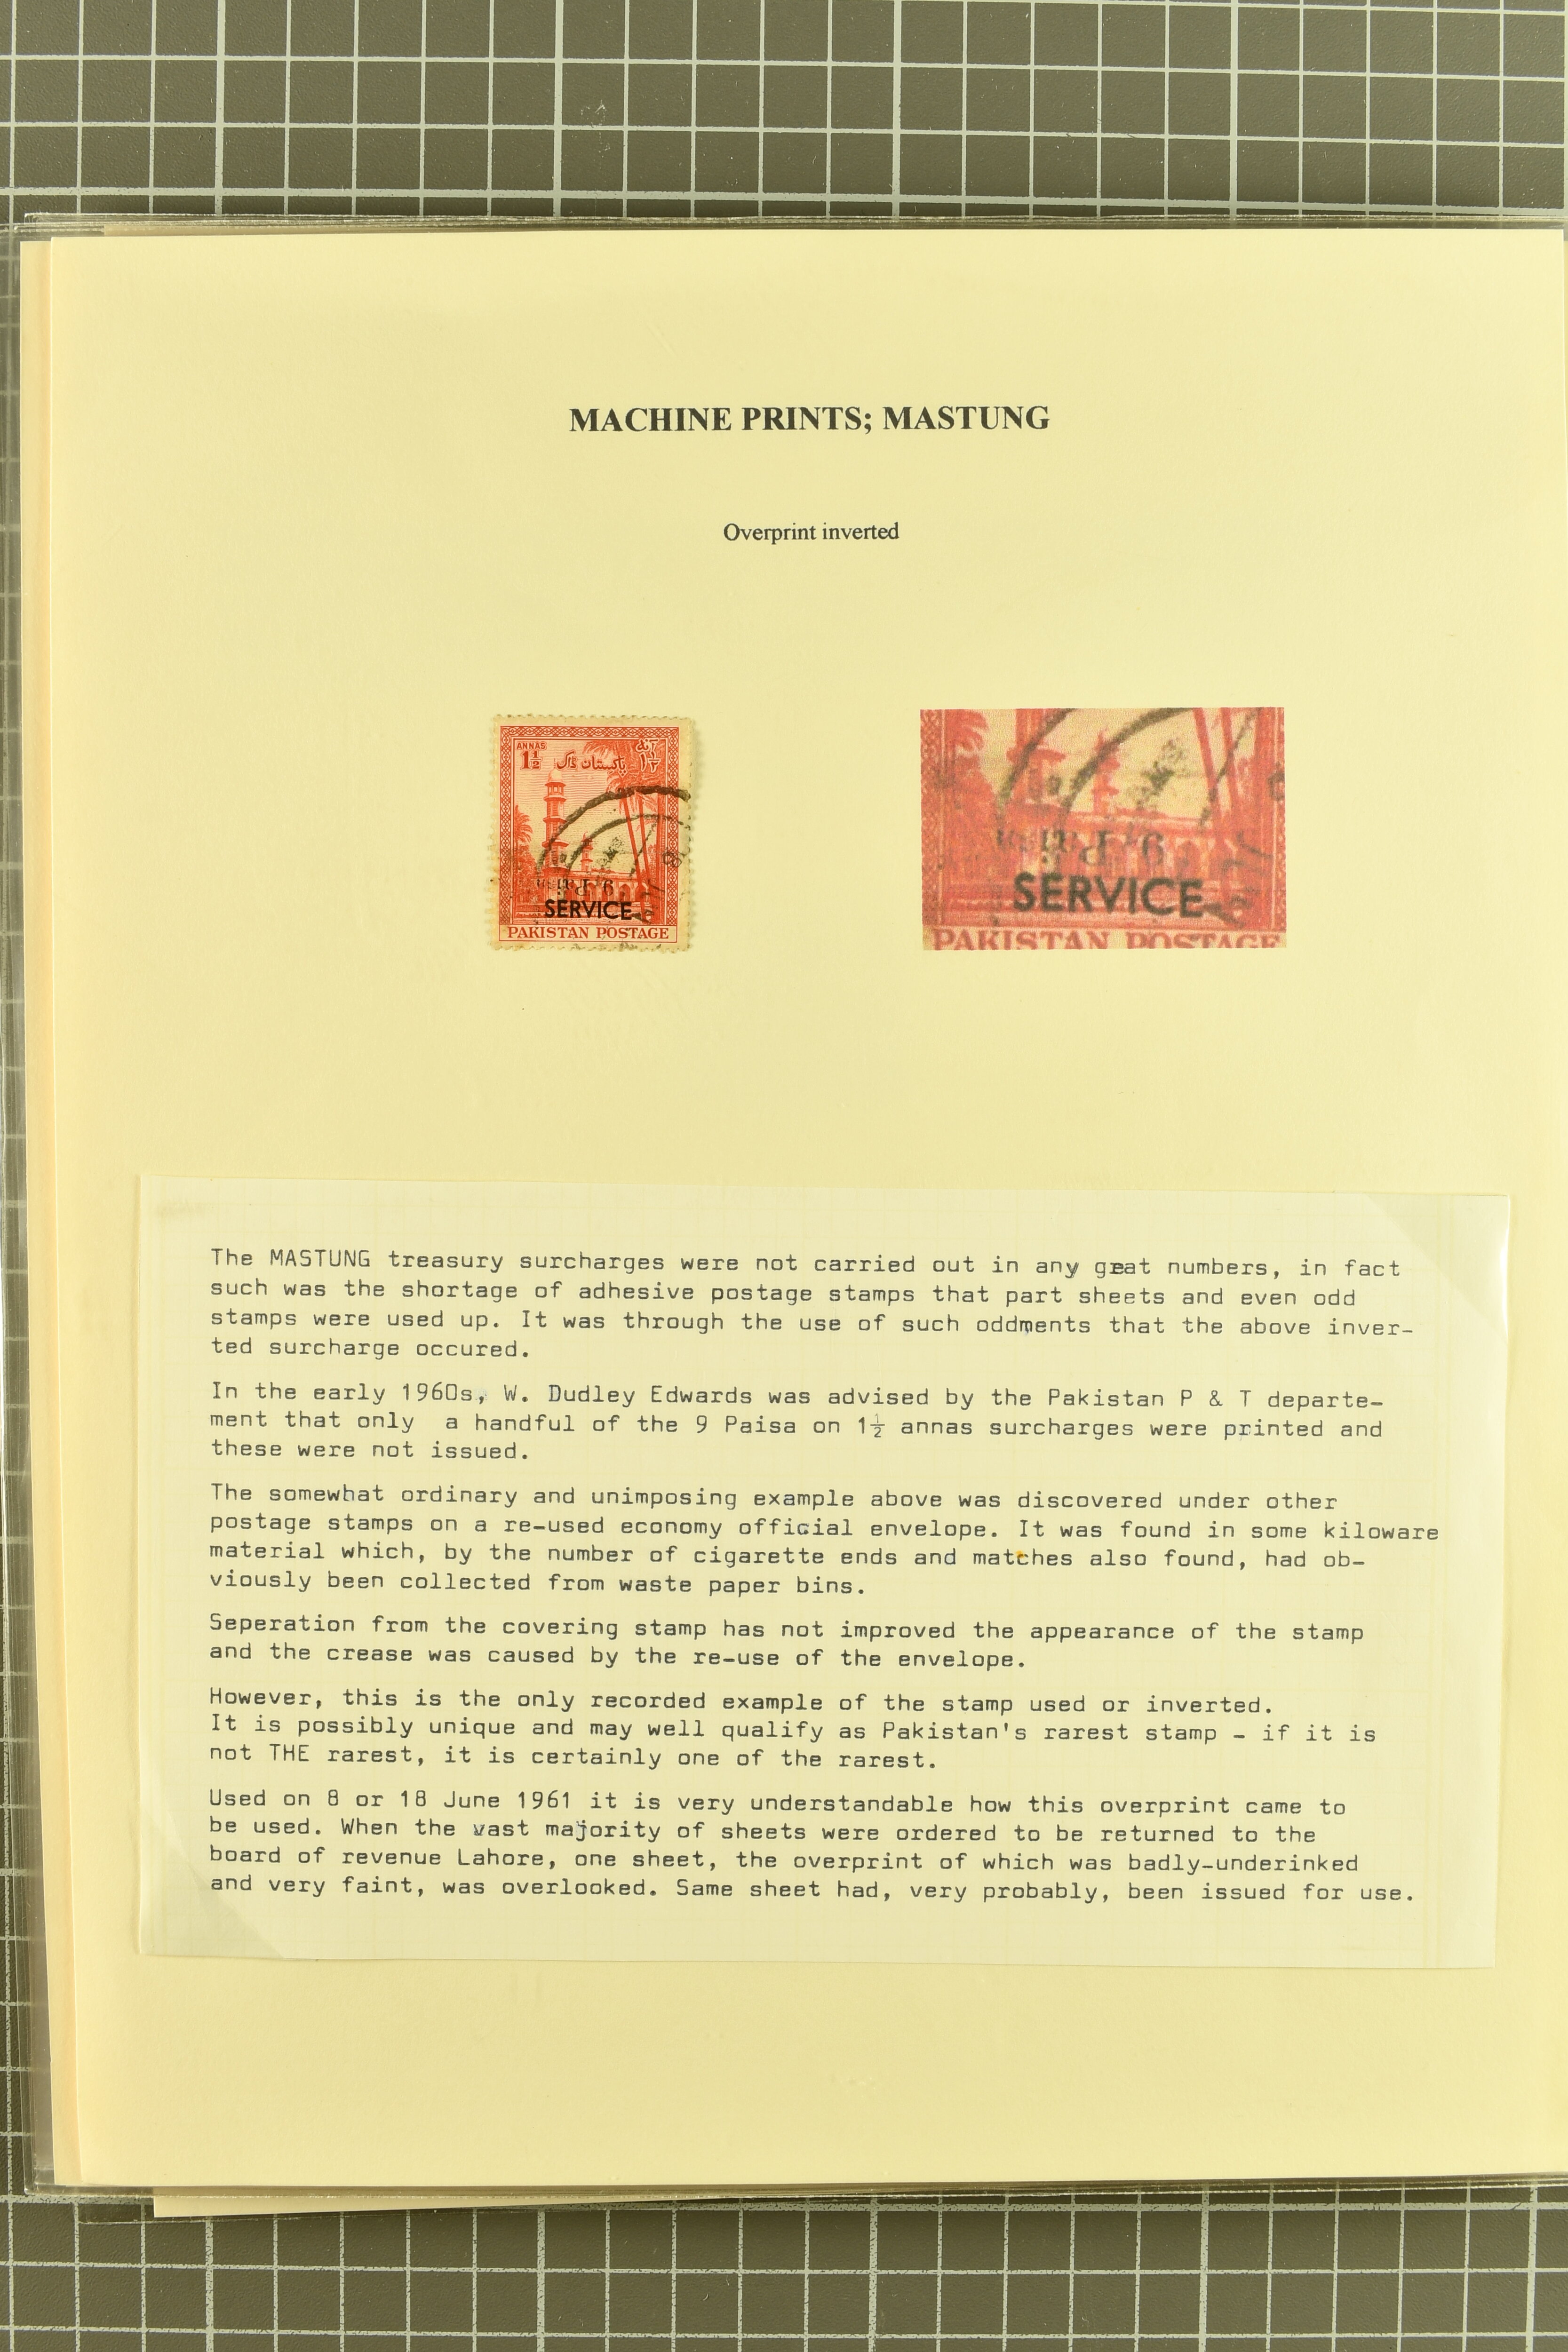 MACHINE PRINTS; MASTUNG
Overprint inverted
ANNAS
1½
پاکستان ڈاک
آنہ
SERVICE
PAKISTAN POSTAGE
SERVICE
PAKISTAN POSTAGE
The MASTUNG treasury surcharges were not carried out in any great numbers, in fact
such was the shortage of adhesive postage stamps that part sheets and even odd
stamps were used up. It was through the use of such oddments that the above inver-
ted surcharge occured.
In the early 1960s, W. Dudley Edwards was advised by the Pakistan P & T departe-
ment that only a handful of the 9 Paisa on 1½ annas surcharges were printed and
these were not issued.
The somewhat ordinary and unimposing example above was discovered under other
postage stamps on a re-used economy official envelope. It was found in some kiloware
material which, by the number of cigarette ends and matches also found, had ob-
viously been collected from waste paper bins.
Seperation from the covering stamp has not improved the appearance of the stamp
and the crease was caused by the re-use of the envelope.
However, this is the only recorded example of the stamp used or inverted.
It is possibly unique and may well qualify as Pakistan's rarest stamp - if it is
not THE rarest, it is certainly one of the rarest.
Used on 8 or 18 June 1961 it is very understandable how this overprint came to
be used. When the vast majority of sheets were ordered to be returned to the
board of revenue Lahore, one sheet, the overprint of which was badly-underinked
and very faint, was overlooked. Same sheet had, very probably, been issued for use.